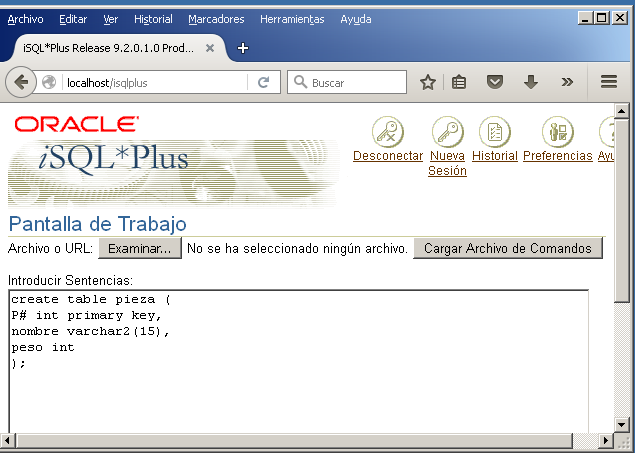 Archivo Editar Ver Historial Marcadores Herramientas Ayuda
iSQL*Plus Release 9.2.0.1.0 Prod...
localhost/isqlplus
Buscar
ORACLE
iSQL*Plus
Desconectar Nueva Sesión Historial Preferencias Ayu
Pantalla de Trabajo
Archivo o URL: Examinar... No se ha seleccionado ningún archivo. Cargar Archivo de Comandos
Introducir Sentencias:
create table pieza (
P# int primary key,
nombre varchar2(15),
peso int
);